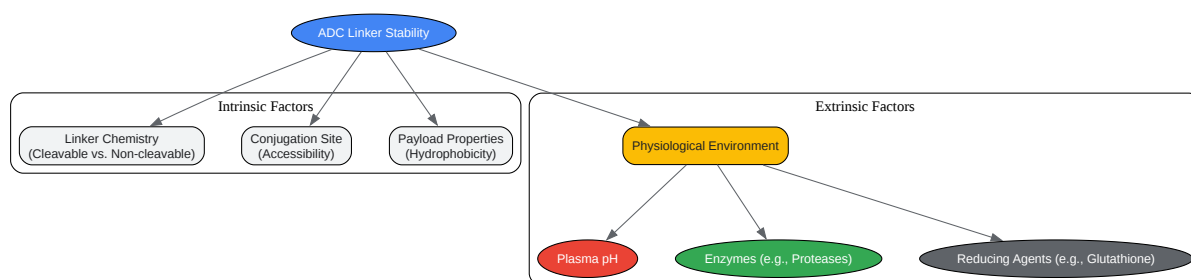 ADC Linker Stability
Intrinsic Factors
Extrinsic Factors
Linker Chemistry
(Cleavable vs. Non-cleavable)
Conjugation Site
(Accessibility)
Payload Properties
(Hydrophobicity)
Physiological Environment
Plasma pH
Enzymes (e.g., Proteases)
Reducing Agents (e.g., Glutathione)